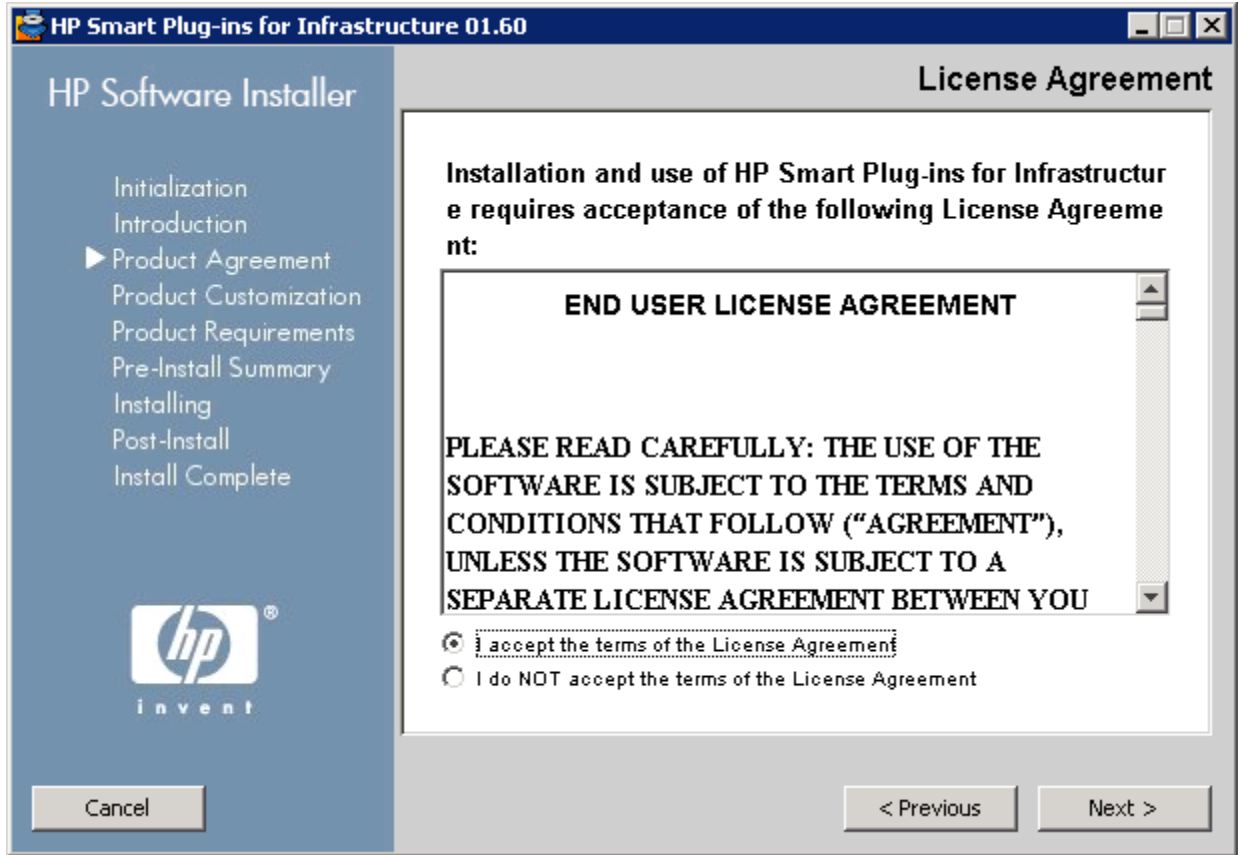 HP Smart Plug-ins for Infrastructure 01.60
HP Software Installer
Initialization
Introduction
Product Agreement
Product Customization
Product Requirements
Pre-Install Summary
Installing
Post-Install
Install Complete
hp
®
invent
License Agreement
Installation and use of HP Smart Plug-ins for Infrastructur
e requires acceptance of the following License Agreeme
nt:
END USER LICENSE AGREEMENT
PLEASE READ CAREFULLY: THE USE OF THE
SOFTWARE IS SUBJECT TO THE TERMS AND
CONDITIONS THAT FOLLOW (“AGREEMENT”),
UNLESS THE SOFTWARE IS SUBJECT TO A
SEPARATE LICENSE AGREEMENT BETWEEN YOU
I accept the terms of the License Agreement
I do NOT accept the terms of the License Agreement
Cancel
< Previous
Next >